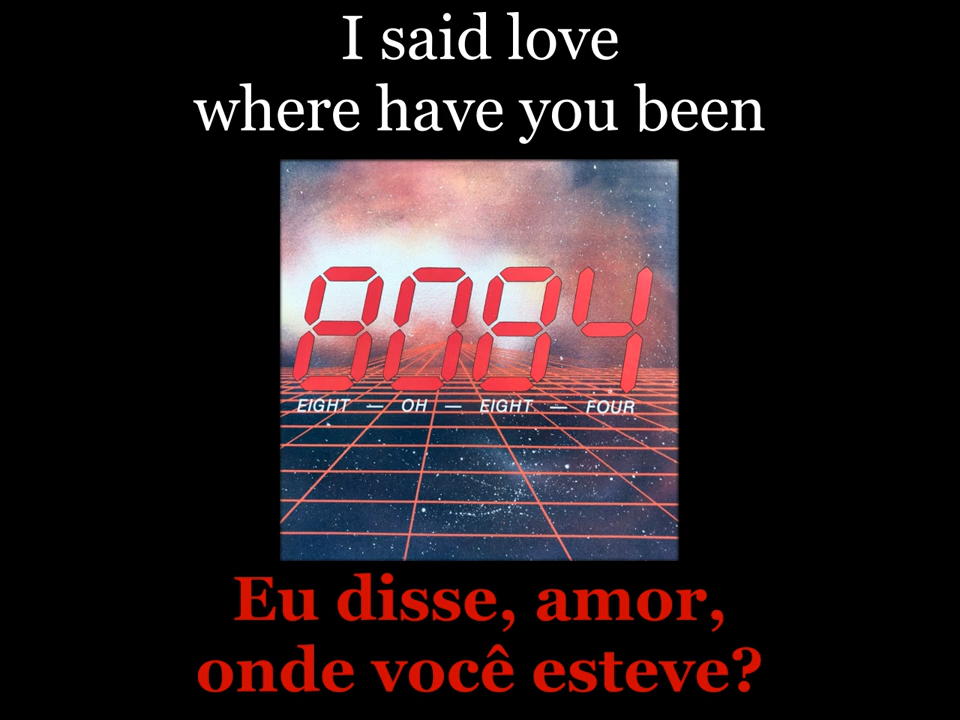 I said love
where have you been
8084
EIGHT — OH — EIGHT — FOUR
Eu disse, amor,
onde você esteve?